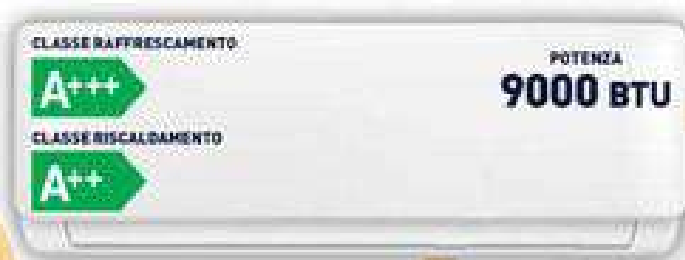 CLASSE RAFFRESCAMENTO
A+++
POTENZA
9000 BTU
CLASSE RISCALDAMENTO
A++